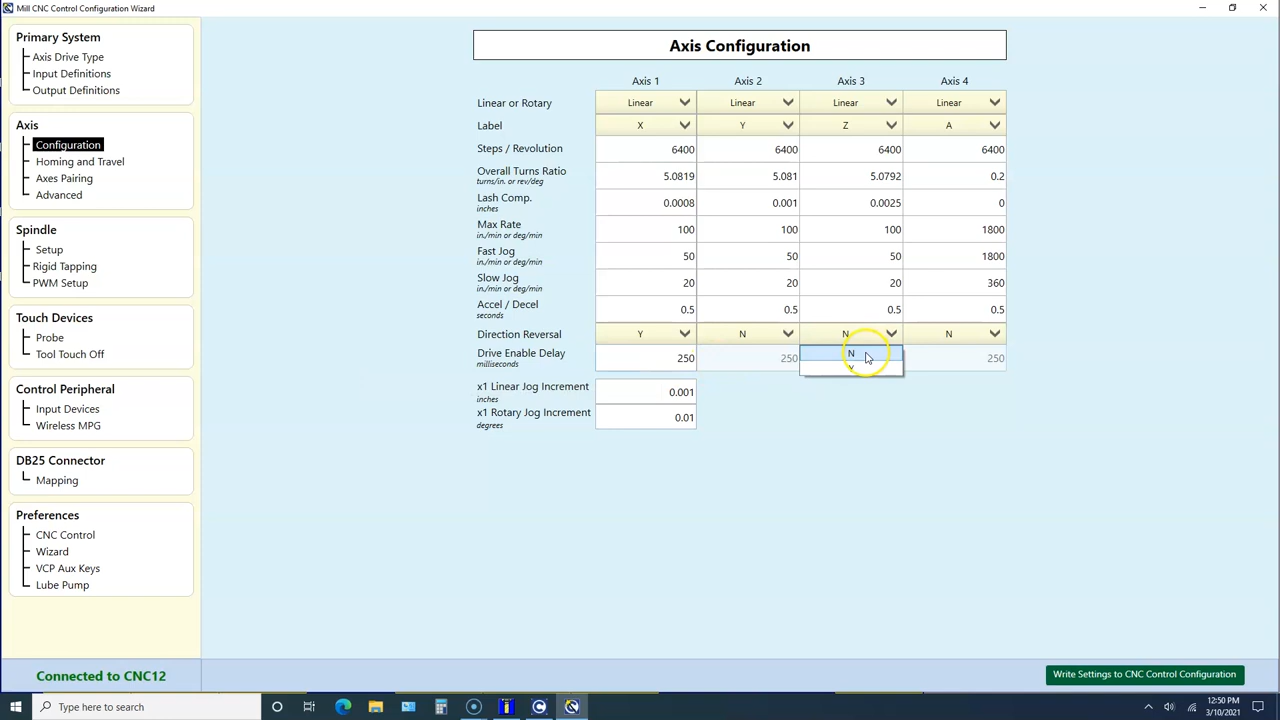 Mill CNC Control Configuration Wizard
Primary System
Axis Drive Type
Input Definitions
Output Definitions
Axis
Configuration
Homing and Travel
Axes Pairing
Advanced
Spindle
Setup
Rigid Tapping
PWM Setup
Touch Devices
Probe
Tool Touch Off
Control Peripheral
Input Devices
Wireless MPG
DB25 Connector
Mapping
Preferences
CNC Control
Wizard
VCP Aux Keys
Lube Pump
Connected to CNC12
Axis Configuration
Axis 1 Axis 2 Axis 3 Axis 4
Linear or Rotary Linear Linear Linear Linear
Label X Y Z A
Steps / Revolution 6400 6400 6400 6400
Overall Turns Ratio 5.0819 5.081 5.0792 0.2
turns/in. or rev/deg
Lash Comp. 0.0008 0.001 0.0025 0
inches
Max Rate 100 100 100 1800
in./min or deg/min
Fast Jog 50 50 50 1800
in./min or deg/min
Slow Jog 20 20 20 360
in./min or deg/min
Accel / Decel 0.5 0.5 0.5 0.5
seconds
Direction Reversal Y N N N
Drive Enable Delay 250 250 N 250
milliseconds Y
x1 Linear Jog Increment 0.001
inches
x1 Rotary Jog Increment 0.01
degrees
Write Settings to CNC Control Configuration
Type here to search
12:50 PM
3/10/2021